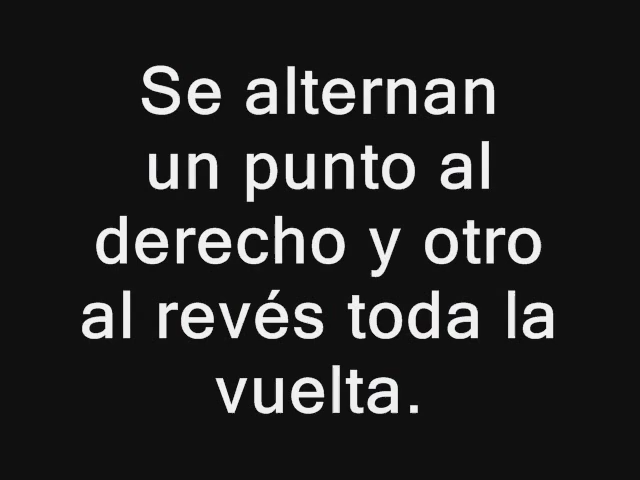 Se alternan
un punto al
derecho y otro
al revés toda la
vuelta.